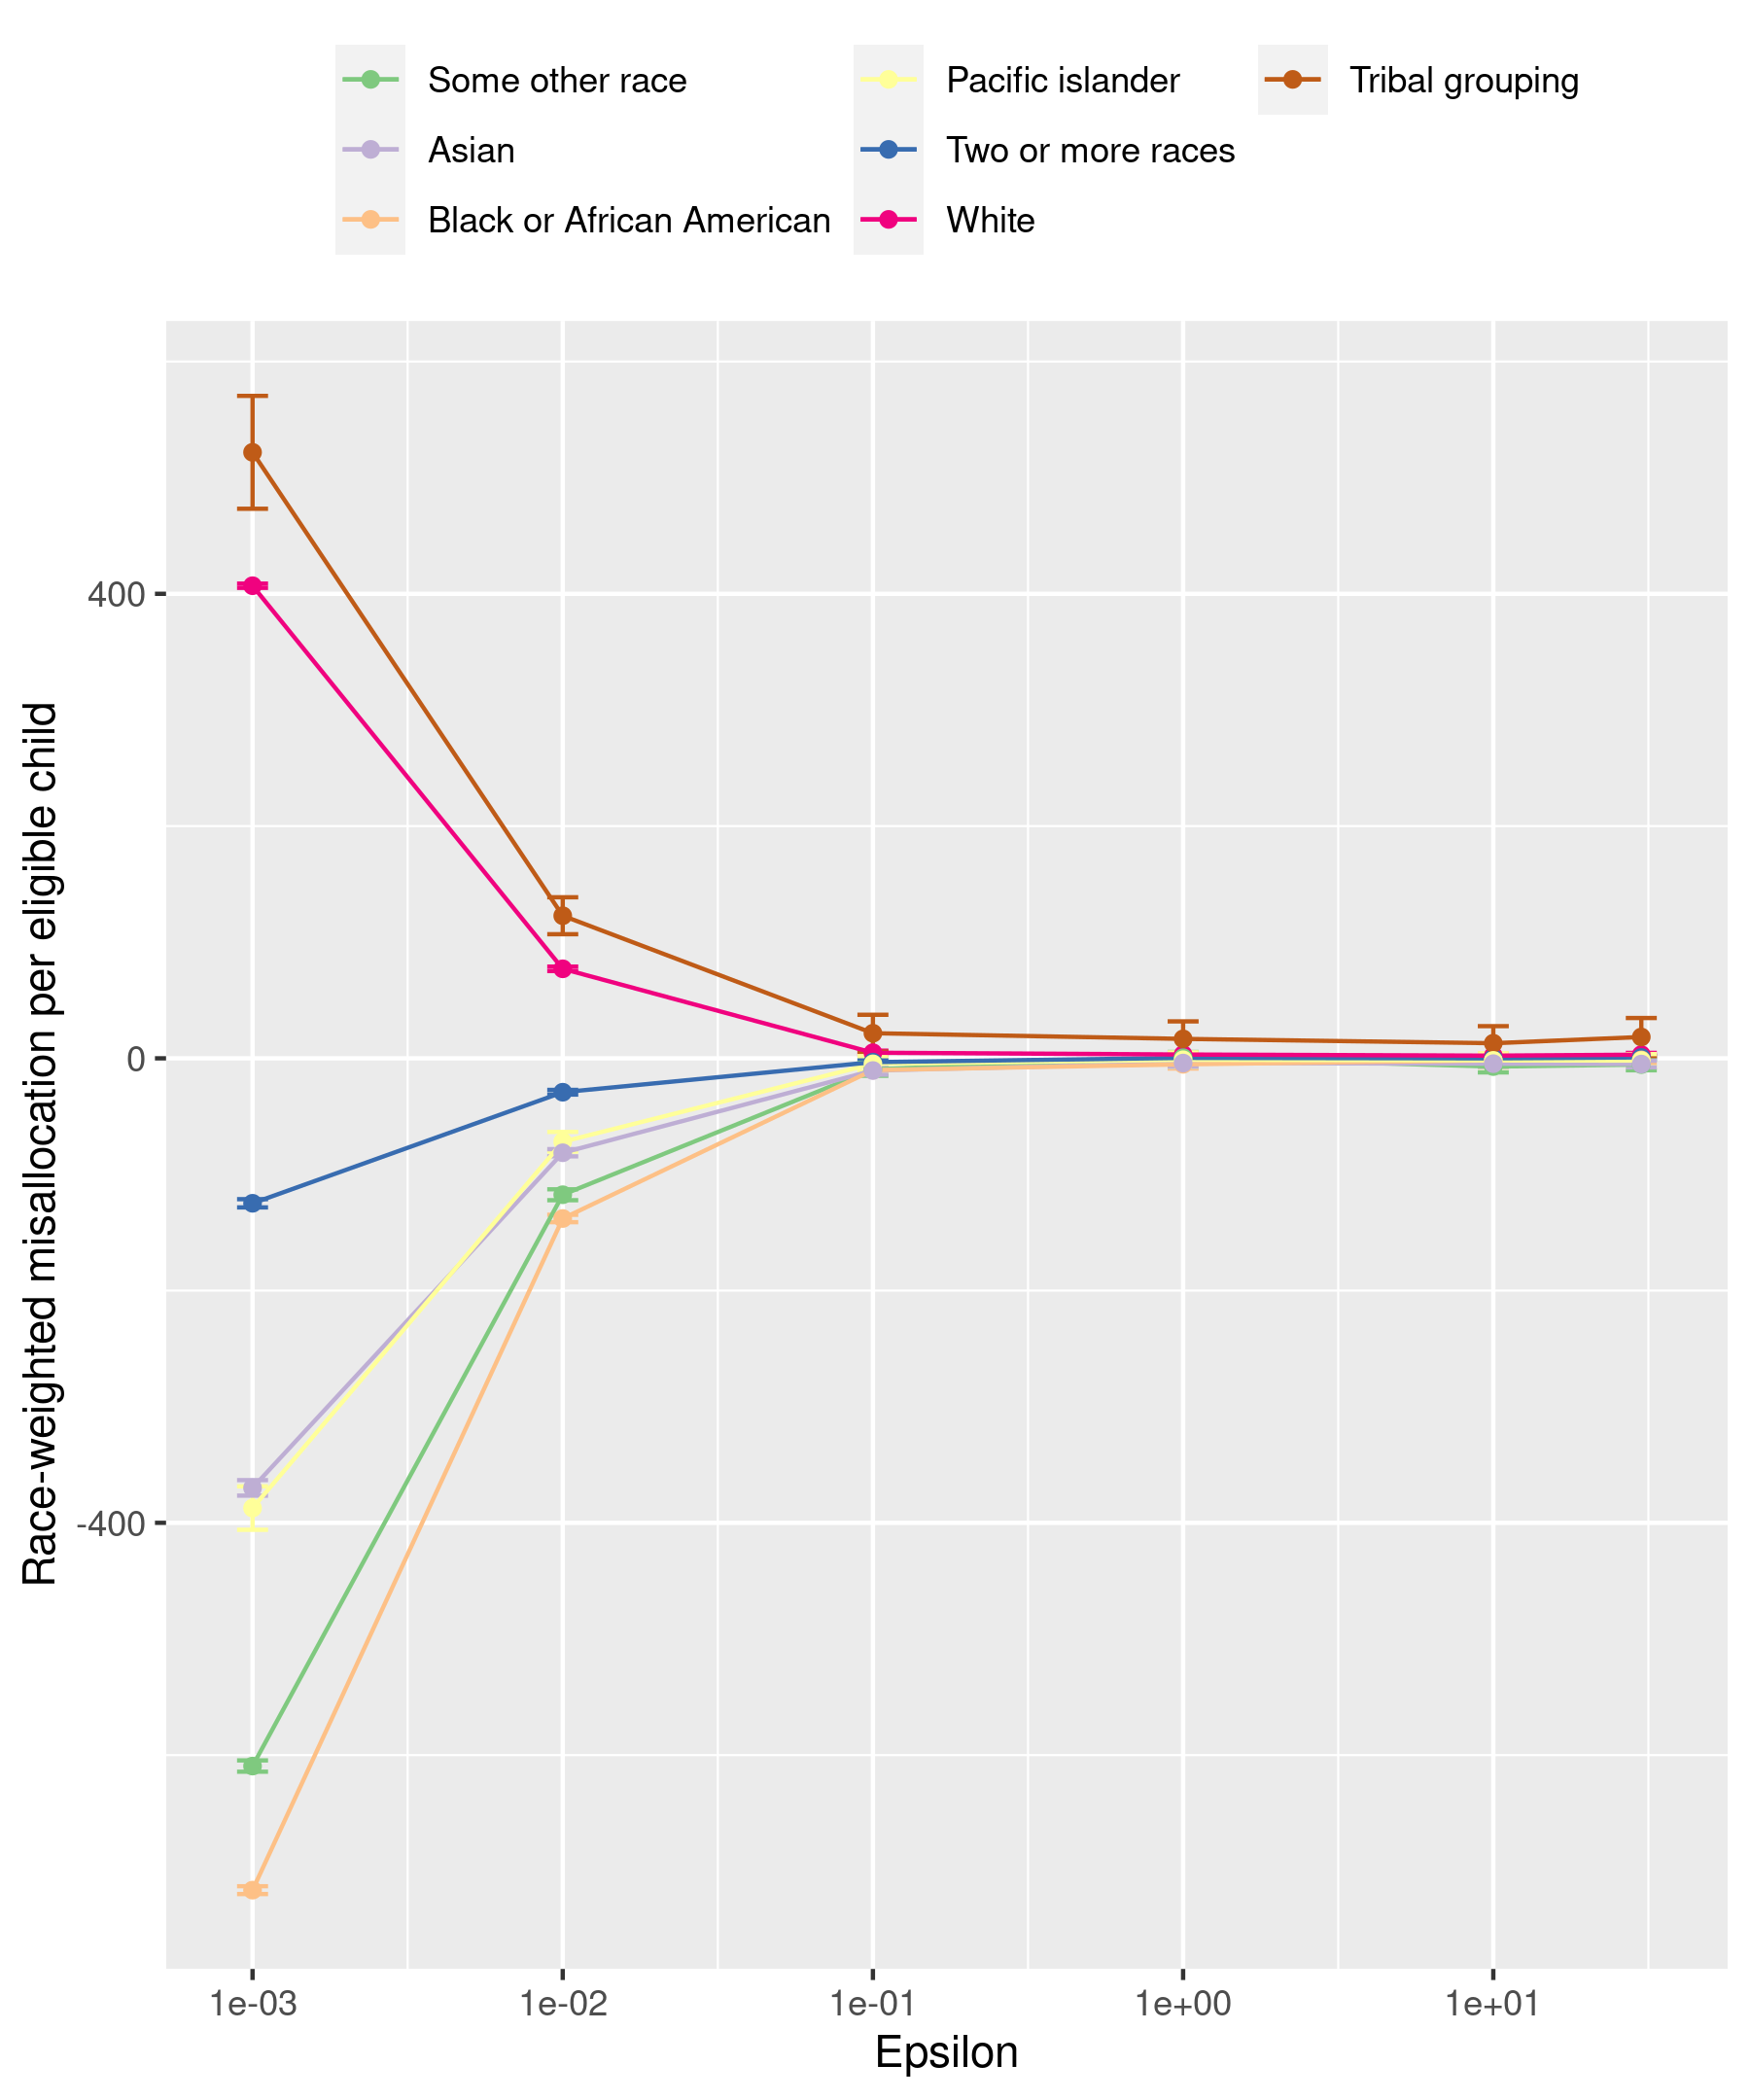 Some other race
Asian
Black or African American
Pacific islander
Two or more races
White
Tribal grouping
Race-weighted misallocation per eligible child
400
0
-400
1e-03
1e-02
1e-01
1e+00
1e+01
Epsilon